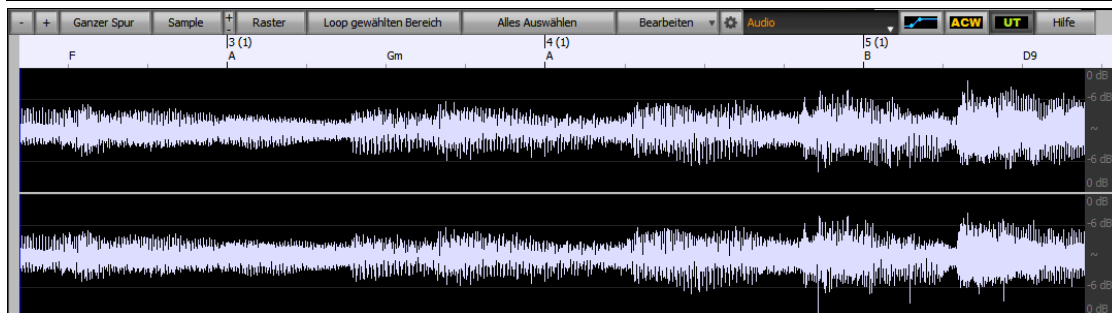 - + Ganzer Spur Sample + - Raster Loop gewählten Bereich Alles Auswählen Bearbeiten Audio ACW UT Hilfe
3 (1) 4 (1) 5 (1)
F A Gm A B D9
0 dB
-6 dB
~
-6 dB
0 dB
0 dB
-6 dB
~
-6 dB
0 dB